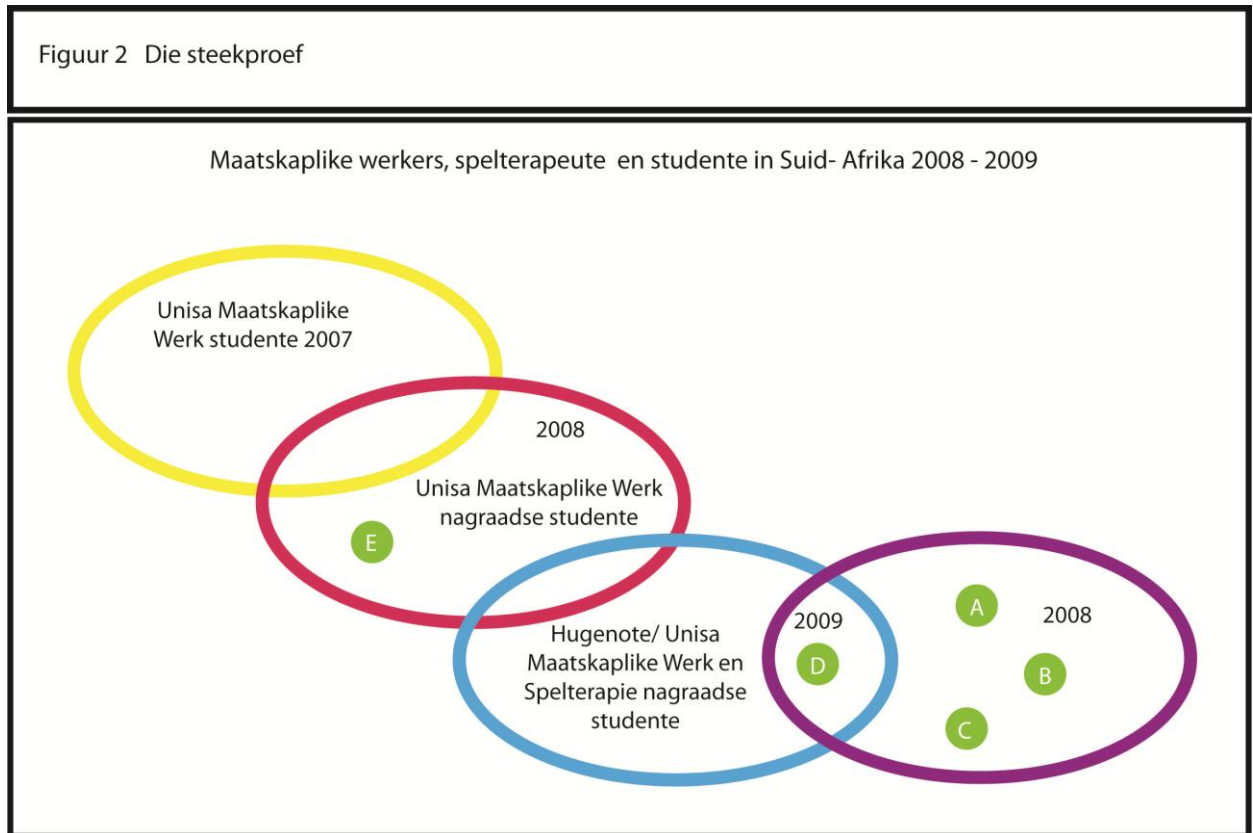 Figuur 2 Die steekproef
Maatskaplike werkers, spelterapeute en studente in Suid- Afrika 2008 - 2009
Unisa Maatskaplike
Werk studente 2007
2008
Unisa Maatskaplike Werk
nagraadse studente
E
Hugenote/ Unisa
Maatskaplike Werk en
Spelterapie nagraadse
studente
2009
D
A
2008
B
C